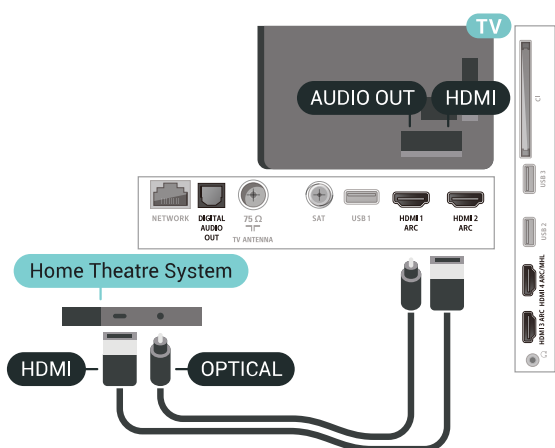 TV
AUDIO OUT
HDMI
CI
USB 3
USB 2
HDMI 4 ARC/MHL
HDMI 3 ARC
NETWORK
DIGITAL
AUDIO
OUT
75 Ω
TV ANTENNA
SAT
USB 1
HDMI 1
ARC
HDMI 2
ARC
Home Theatre System
HDMI
OPTICAL